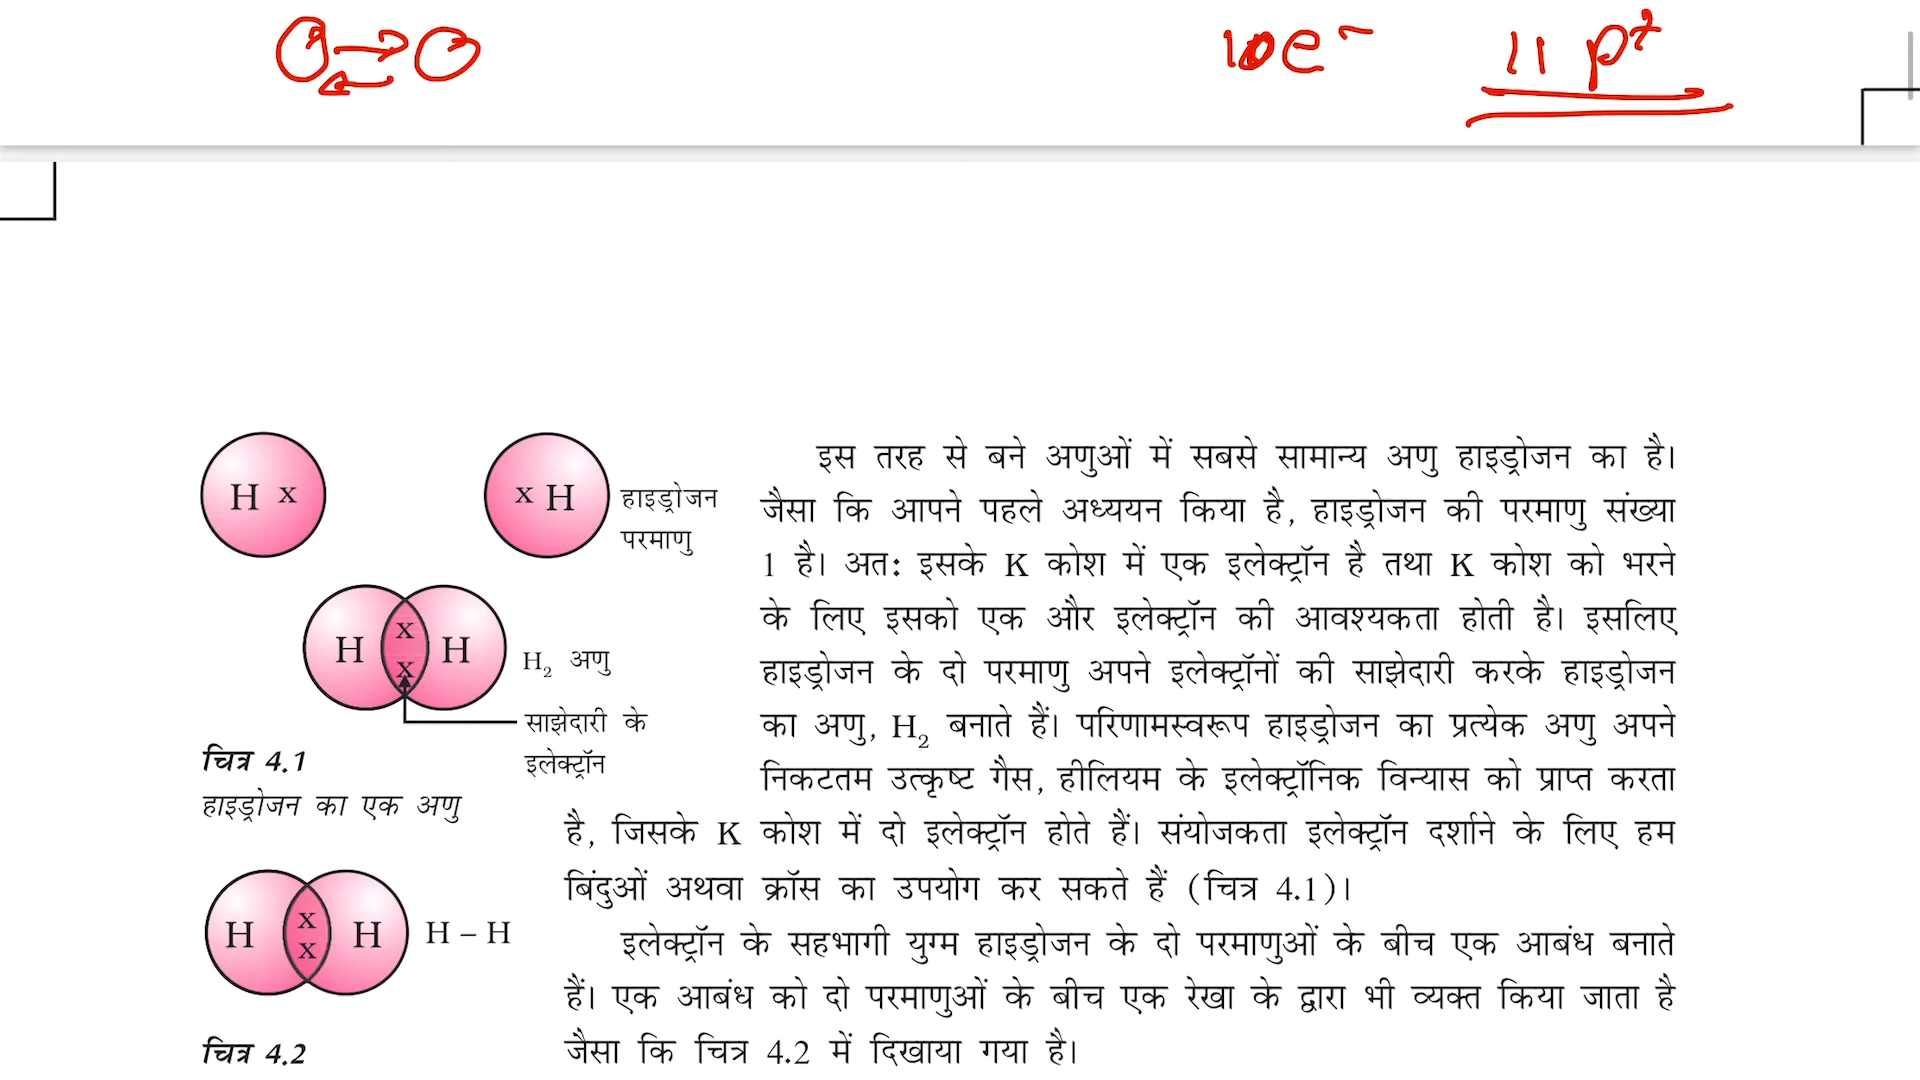 10e⁻ 11 p⁺
H x
x H
हाइड्रोजन
परमाणु
H x x H
H₂ अणु
साझेदारी के
इलेक्ट्रॉन
चित्र 4.1
हाइड्रोजन का एक अणु
H x x H H – H
चित्र 4.2
इस तरह से बने अणुओं में सबसे सामान्य अणु हाइड्रोजन का है।
जैसा कि आपने पहले अध्ययन किया है, हाइड्रोजन की परमाणु संख्या
1 है। अतः इसके K कोश में एक इलेक्ट्रॉन है तथा K कोश को भरने
के लिए इसको एक और इलेक्ट्रॉन की आवश्यकता होती है। इसलिए
हाइड्रोजन के दो परमाणु अपने इलेक्ट्रॉनों की साझेदारी करके हाइड्रोजन
का अणु, H₂ बनाते हैं। परिणामस्वरूप हाइड्रोजन का प्रत्येक अणु अपने
निकटतम उत्कृष्ट गैस, हीलियम के इलेक्ट्रॉनिक विन्यास को प्राप्त करता
है, जिसके K कोश में दो इलेक्ट्रॉन होते हैं। संयोजकता इलेक्ट्रॉन दर्शाने के लिए हम
बिंदुओं अथवा क्रॉस का उपयोग कर सकते हैं (चित्र 4.1)।
इलेक्ट्रॉन के सहभागी युग्म हाइड्रोजन के दो परमाणुओं के बीच एक आबंध बनाते
हैं। एक आबंध को दो परमाणुओं के बीच एक रेखा के द्वारा भी व्यक्त किया जाता है
जैसा कि चित्र 4.2 में दिखाया गया है।